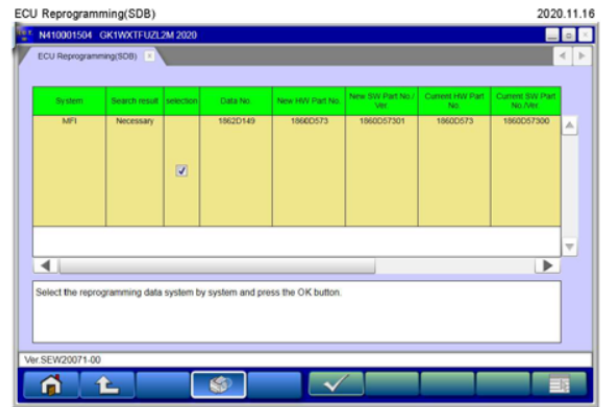 ECU Reprogramming(SDB) 2020.11.16
N410001504 GK1WXTFUZL2M 2020
ECU Reprogramming(SDB)
System Search result selection Data No. New HW Part No. New SW Part No./Ver. Current HW Part No. Current SW Part No./Ver.
MFI Necessary 1862D149 1860D573 1860D57301 1860D573 1860D57300
Select the reprogramming data system by system and press the OK button.
Ver.SEW20071-00